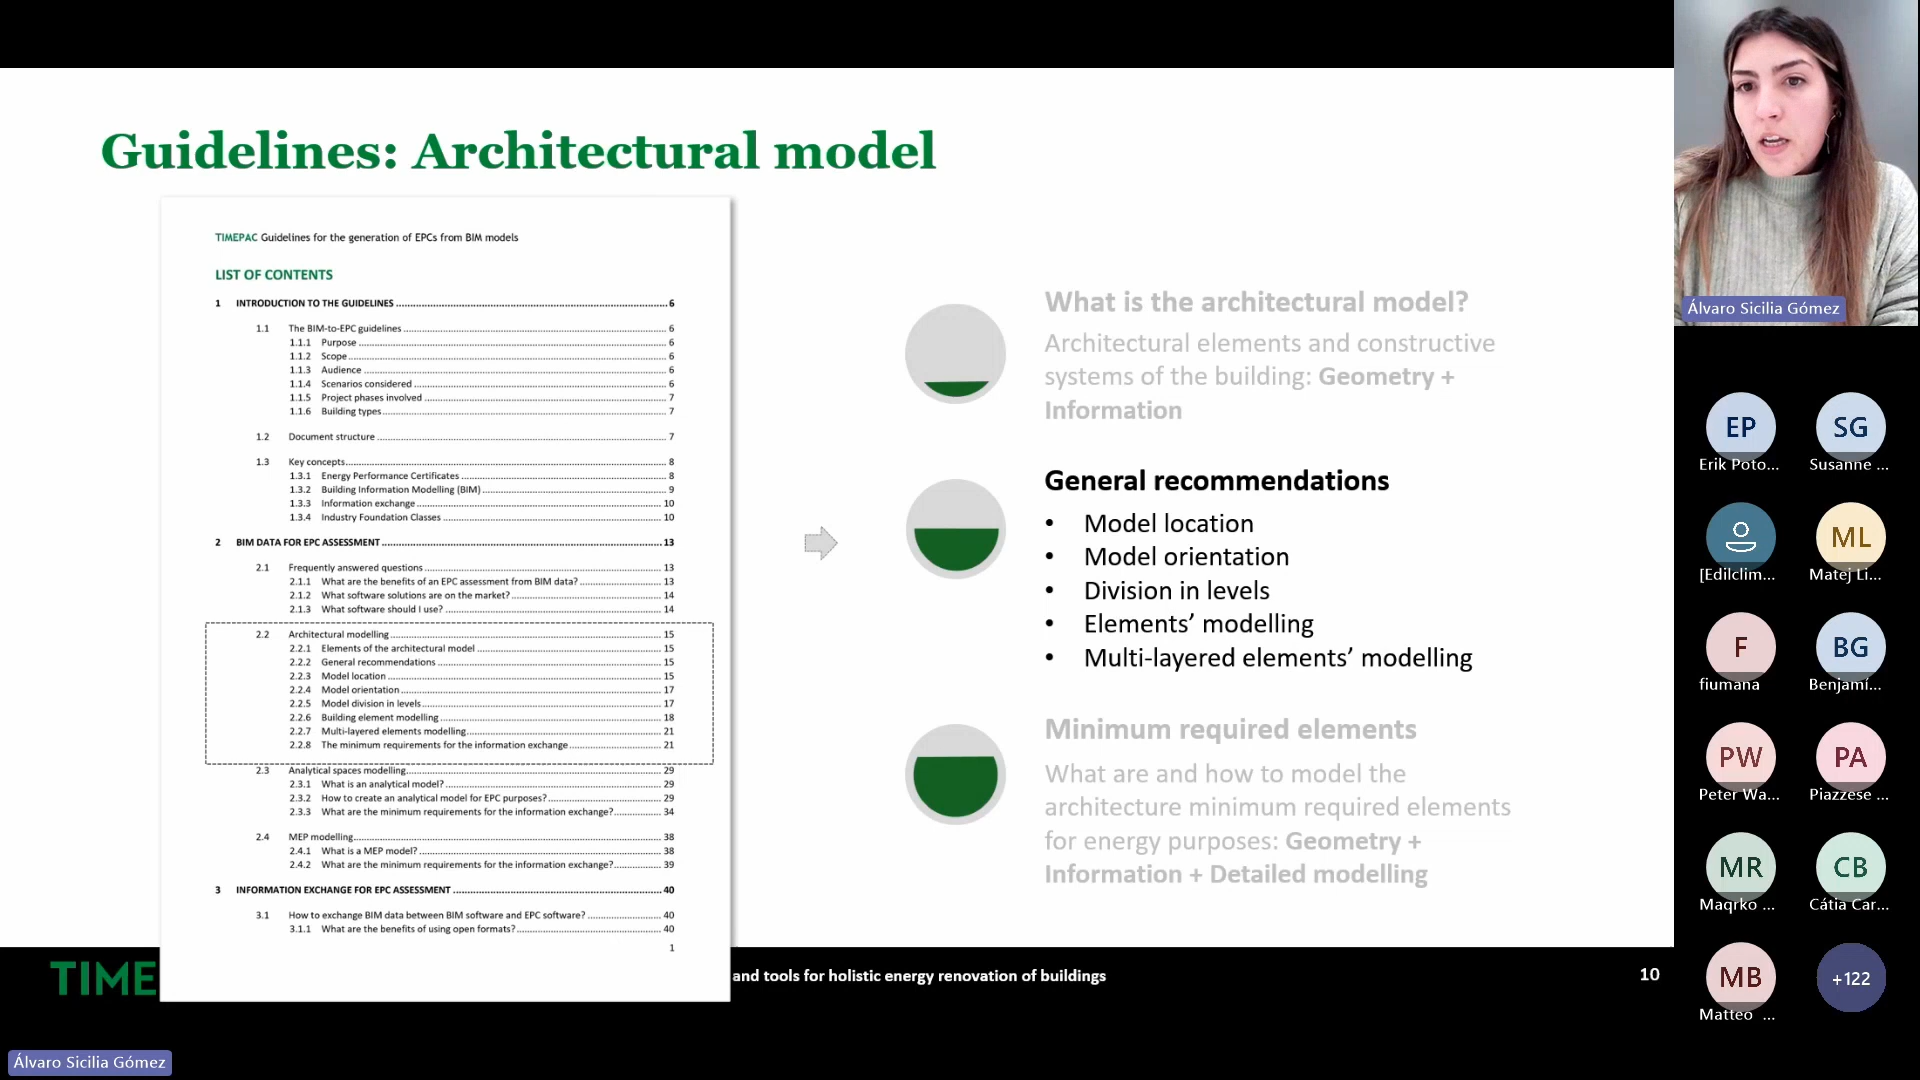 Guidelines: Architectural model
TIMEPAC Guidelines for the generation of EPCs from BIM models
LIST OF CONTENTS
1 INTRODUCTION TO THE GUIDELINES ... 6
1.1 The BIM-to-EPC guidelines ... 6
1.1.1 Purpose ... 6
1.1.2 Scope ... 6
1.1.3 Audience ... 6
1.1.4 Scenarios considered ... 6
1.1.5 Project phases involved ... 7
1.1.6 Building types ... 7
1.2 Document structure ... 7
1.3 Key concepts ... 8
1.3.1 Energy Performance Certificates ... 8
1.3.2 Building Information Modelling (BIM) ... 9
1.3.3 Information exchange ... 10
1.3.4 Industry Foundation Classes ... 10
2 BIM DATA FOR EPC ASSESSMENT ... 13
2.1 Frequently answered questions ... 13
2.1.1 What are the benefits of an EPC assessment from BIM data? ... 13
2.1.2 What software solutions are on the market? ... 14
2.1.3 What software should I use? ... 14
2.2 Architectural modelling ... 15
2.2.1 Elements of the architectural model ... 15
2.2.2 General recommendations ... 15
2.2.3 Model location ... 15
2.2.4 Model orientation ... 17
2.2.5 Model division in levels ... 17
2.2.6 Building element modelling ... 18
2.2.7 Multi-layered elements modelling ... 21
2.2.8 The minimum requirements for the information exchange ... 21
2.3 Analytical spaces modelling ... 29
2.3.1 What is an analytical model? ... 29
2.3.2 How to create an analytical model for EPC purposes? ... 29
2.3.3 What are the minimum requirements for the information exchange? ... 34
2.4 MEP modelling ... 38
2.4.1 What is a MEP model? ... 38
2.4.2 What are the minimum requirements for the information exchange? ... 39
3 INFORMATION EXCHANGE FOR EPC ASSESSMENT ... 40
3.1 How to exchange BIM data between BIM software and EPC software? ... 40
3.1.1 What are the benefits of using open formats? ... 40
1
What is the architectural model?
Architectural elements and constructive
systems of the building: Geometry +
Information
General recommendations
• Model location
• Model orientation
• Division in levels
• Elements’ modelling
• Multi-layered elements’ modelling
Minimum required elements
What are and how to model the
architecture minimum required elements
for energy purposes: Geometry +
Information + Detailed modelling
TIME
and tools for holistic energy renovation of buildings
10
Álvaro Sicilia Gómez
Álvaro Sicilia Gómez
EP
Erik Poto...
SG
Susanne ...
[Edilclim...
ML
Matej Li...
F
fiumana
BG
Benjamí...
PW
Peter Wa...
PA
Piazzese ...
MR
Maqrko ...
CB
Cátia Car...
MB
Matteo ...
+122